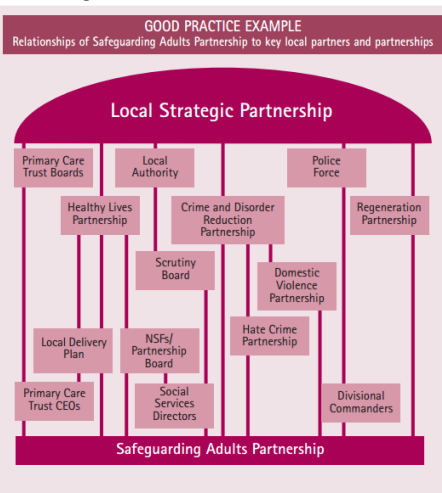 GOOD PRACTICE EXAMPLE
Relationships of Safeguarding Adults Partnership to key local partners and partnerships
Local Strategic Partnership
Primary Care
Trust Boards
Local
Authority
Police
Force
Healthy Lives
Partnership
Crime and Disorder
Reduction
Partnership
Regeneration
Partnership
Scrutiny
Board
Domestic
Violence
Partnership
Local Delivery
Plan
NSFs/
Partnership
Board
Hate Crime
Partnership
Primary Care
Trust CEOs
Social
Services
Directors
Divisional
Commanders
Safeguarding Adults Partnership